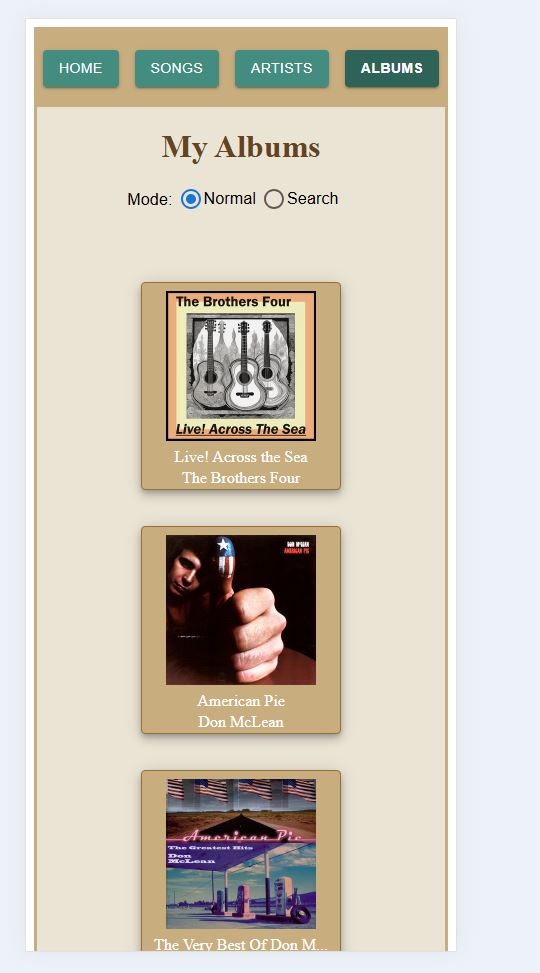 HOME SONGS ARTISTS ALBUMS
My Albums
Mode: Normal Search
The Brothers Four
Live! Across The Sea
Live! Across the Sea
The Brothers Four
DON McLEAN
AMERICAN PIE
American Pie
Don McLean
American Pie
The Greatest Hits
Don
McLean
The Very Best Of Don M...